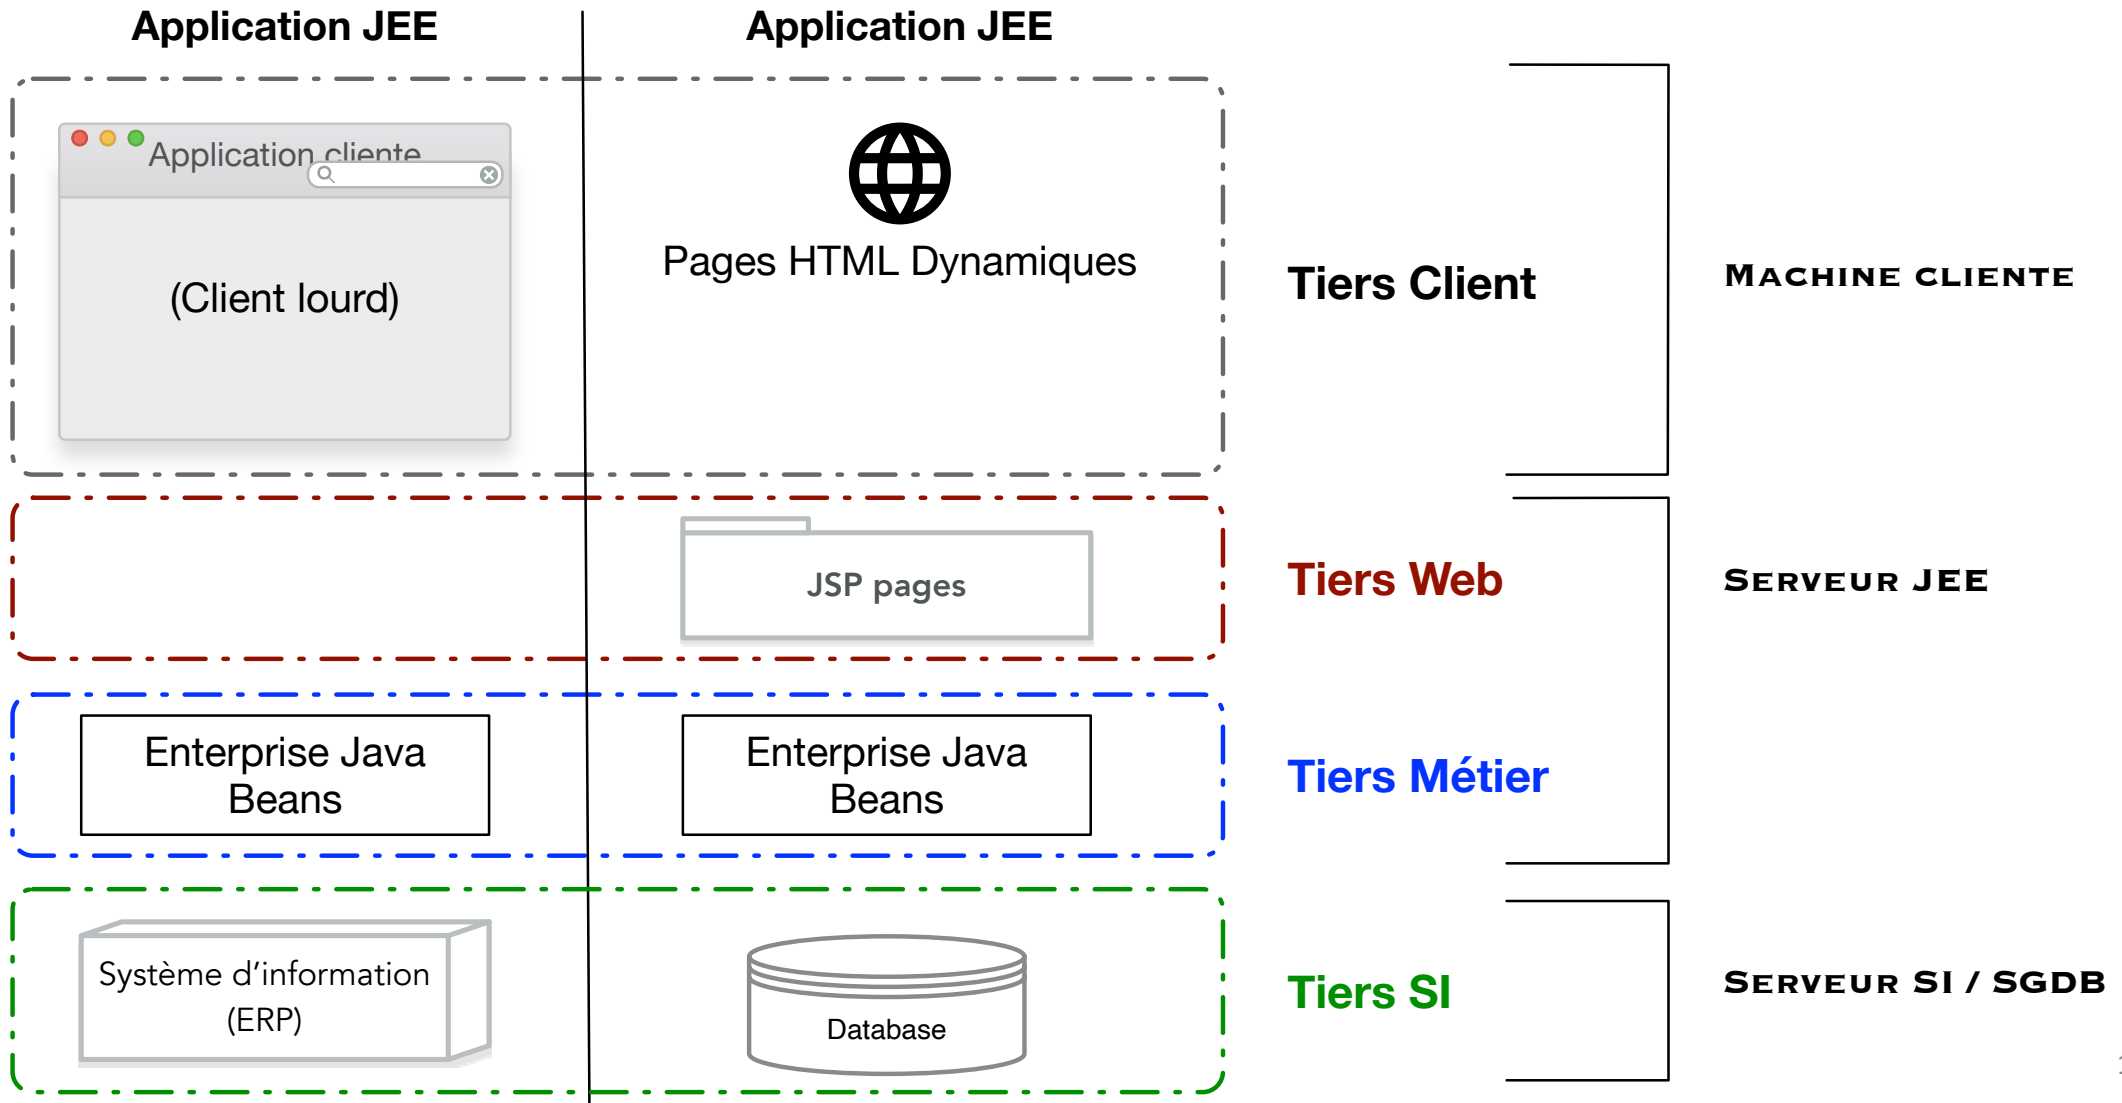 Application JEE
Application JEE
Application cliente
(Client lourd)
Pages HTML Dynamiques
Tiers Client
MACHINE CLIENTE
JSP pages
Tiers Web
SERVEUR JEE
Enterprise Java
Beans
Enterprise Java
Beans
Tiers Métier
Système d'information
(ERP)
Database
Tiers SI
SERVEUR SI / SGDB